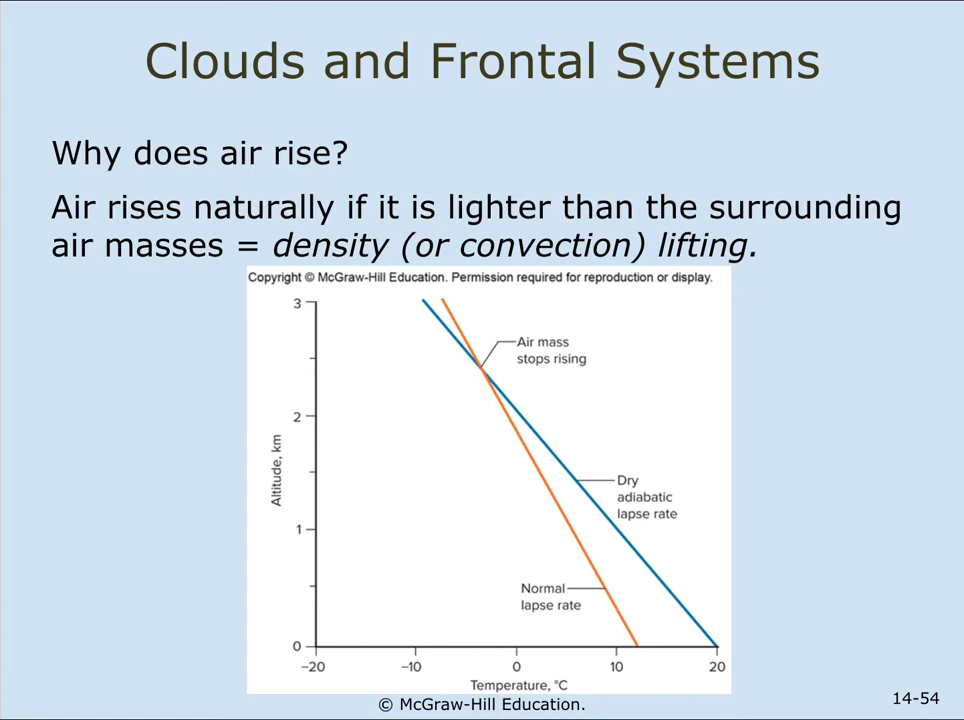 Clouds and Frontal Systems
Why does air rise?
Air rises naturally if it is lighter than the surrounding
air masses = density (or convection) lifting.
Copyright © McGraw-Hill Education. Permission required for reproduction or display.
3
Air mass
stops rising
2
Altitude, km
Dry
adiabatic
lapse rate
1
Normal
lapse rate
0
−20 −10 0 10 20
Temperature, °C
© McGraw-Hill Education.
14-54